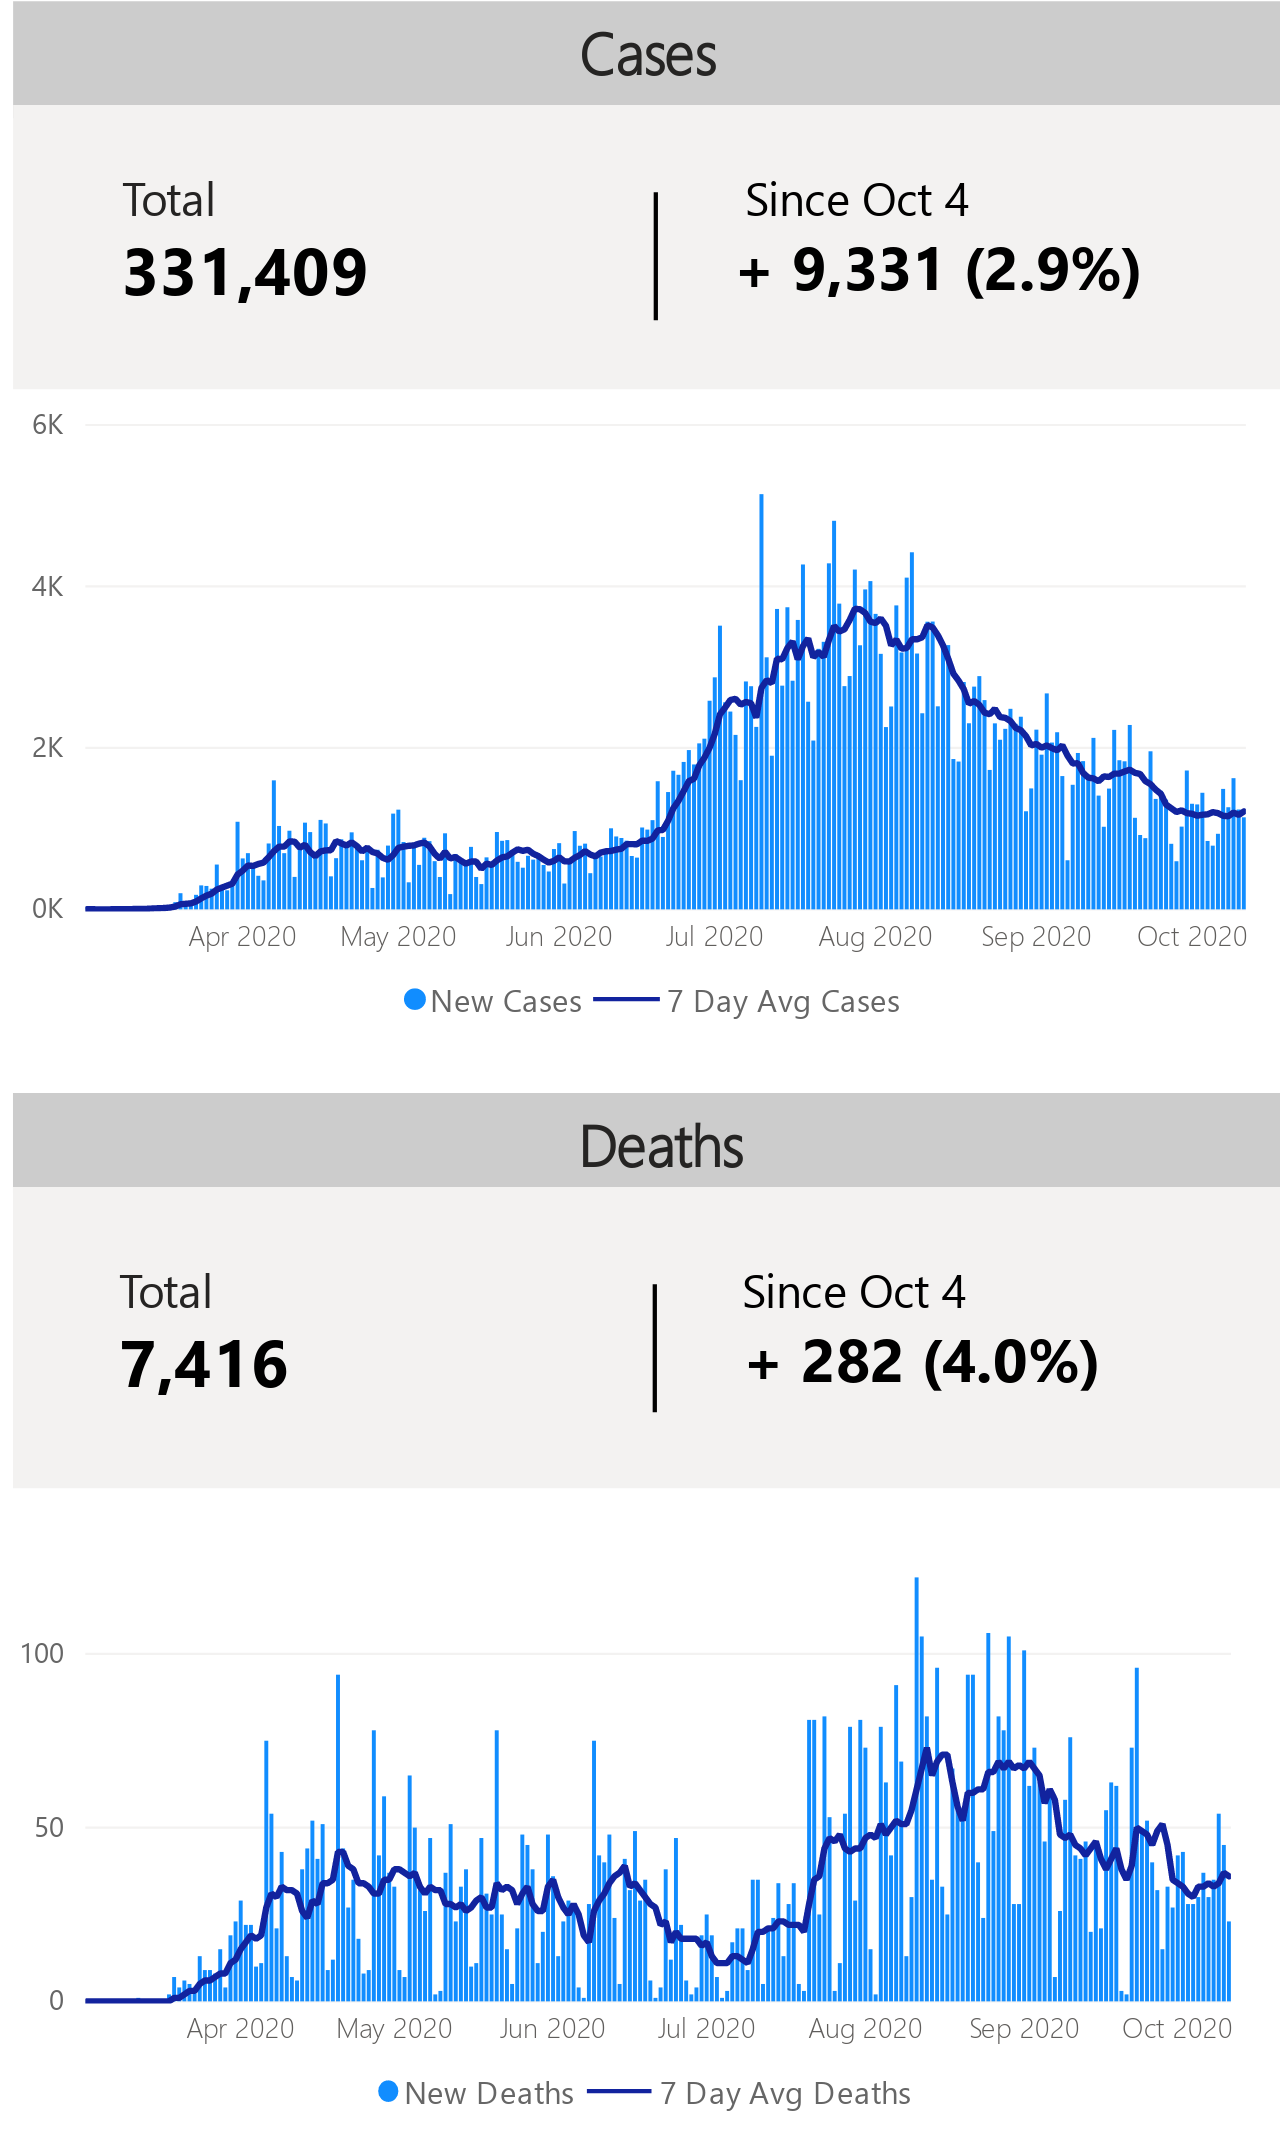 Cases
Total
Since Oct 4
331,409
+ 9,331 (2.9%)
6K
4K
2K
0K
Apr 2020 May 2020 Jun 2020 Jul 2020 Aug 2020 Sep 2020 Oct 2020
New Cases 7 Day Avg Cases
Deaths
Total
Since Oct 4
7,416
+ 282 (4.0%)
100
50
0
Apr 2020 May 2020 Jun 2020 Jul 2020 Aug 2020 Sep 2020 Oct 2020
New Deaths 7 Day Avg Deaths